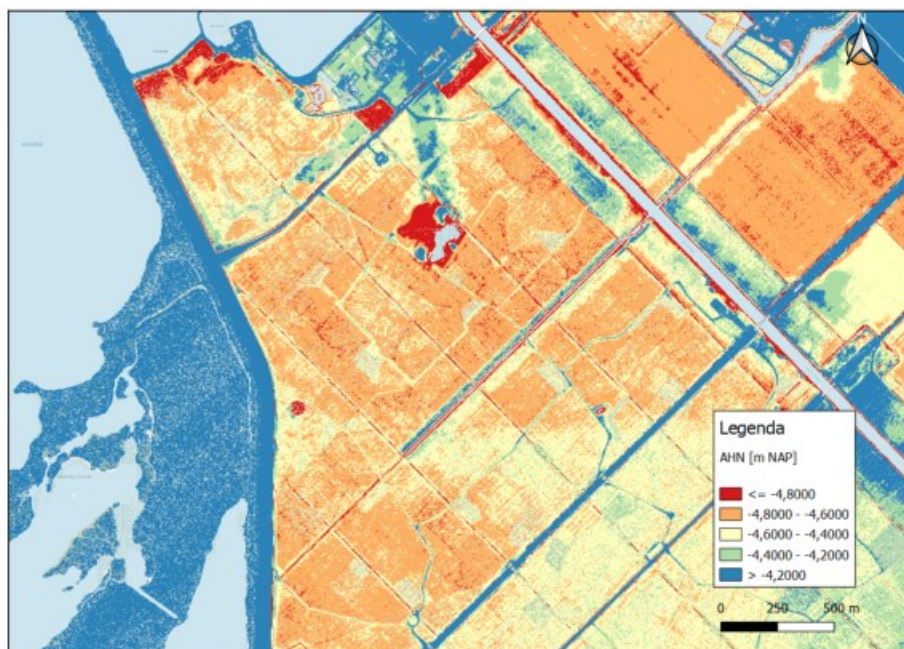 N
Legenda
AHN [m NAP]
<= -4,8000
-4,8000 - -4,6000
-4,6000 - -4,4000
-4,4000 - -4,2000
> -4,2000
0 250 500 m